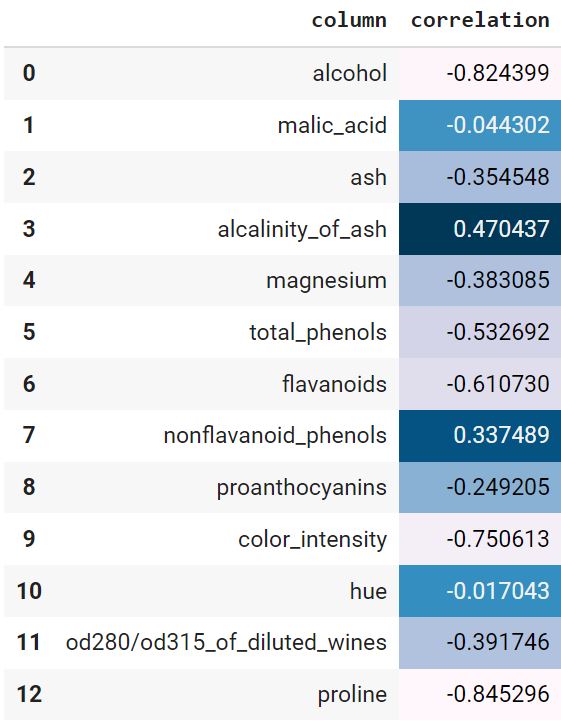 column correlation
0 alcohol -0.824399
1 malic_acid -0.044302
2 ash -0.354548
3 alcalinity_of_ash 0.470437
4 magnesium -0.383085
5 total_phenols -0.532692
6 flavanoids -0.610730
7 nonflavanoid_phenols 0.337489
8 proanthocyanins -0.249205
9 color_intensity -0.750613
10 hue -0.017043
11 od280/od315_of_diluted_wines -0.391746
12 proline -0.845296